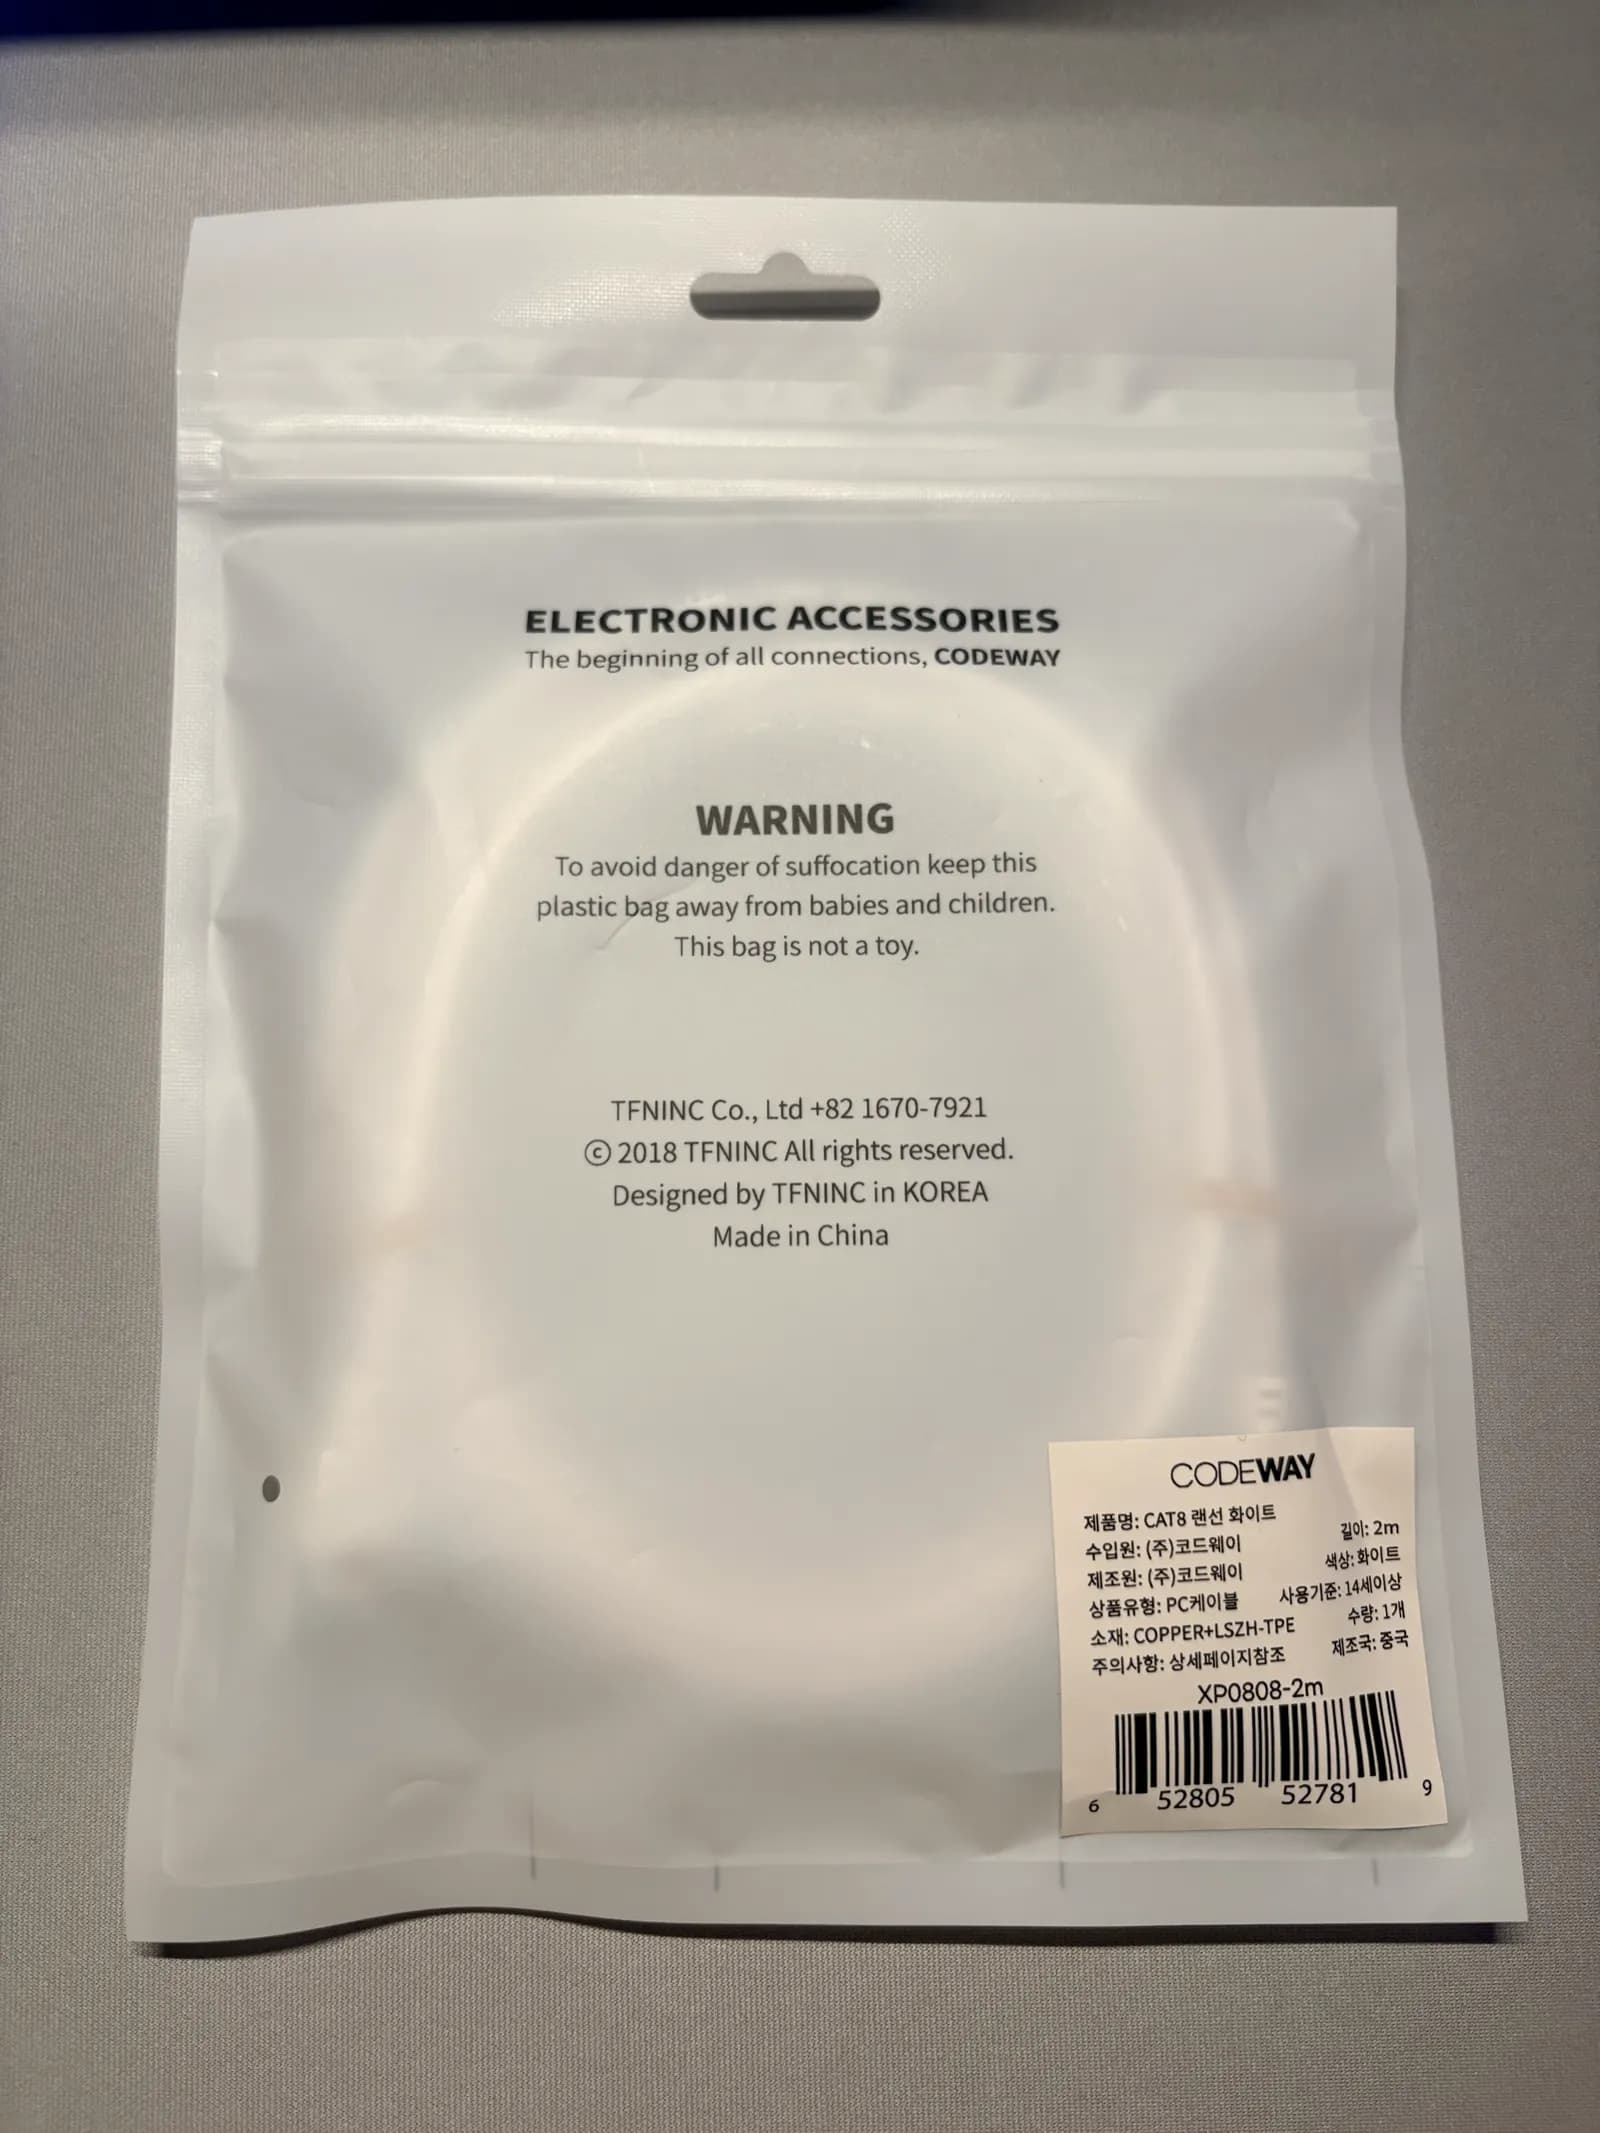 ELECTRONIC ACCESSORIES
The beginning of all connections, CODEWAY
WARNING
To avoid danger of suffocation keep this
plastic bag away from babies and children.
This bag is not a toy.
TFNINC Co., Ltd +82 1670-7921
ⓒ 2018 TFNINC All rights reserved.
Designed by TFNINC in KOREA
Made in China
CODEWAY
제품명: CAT8 랜선 화이트
수입원: (주)코드웨이 길이: 2m
제조원: (주)코드웨이 색상: 화이트
상품유형: PC케이블 사용기준: 14세이상
소재: COPPER+LSZH-TPE 수량: 1개
주의사항: 상세페이지참조 제조국: 중국
XP0808-2m
6 52805 52781 9